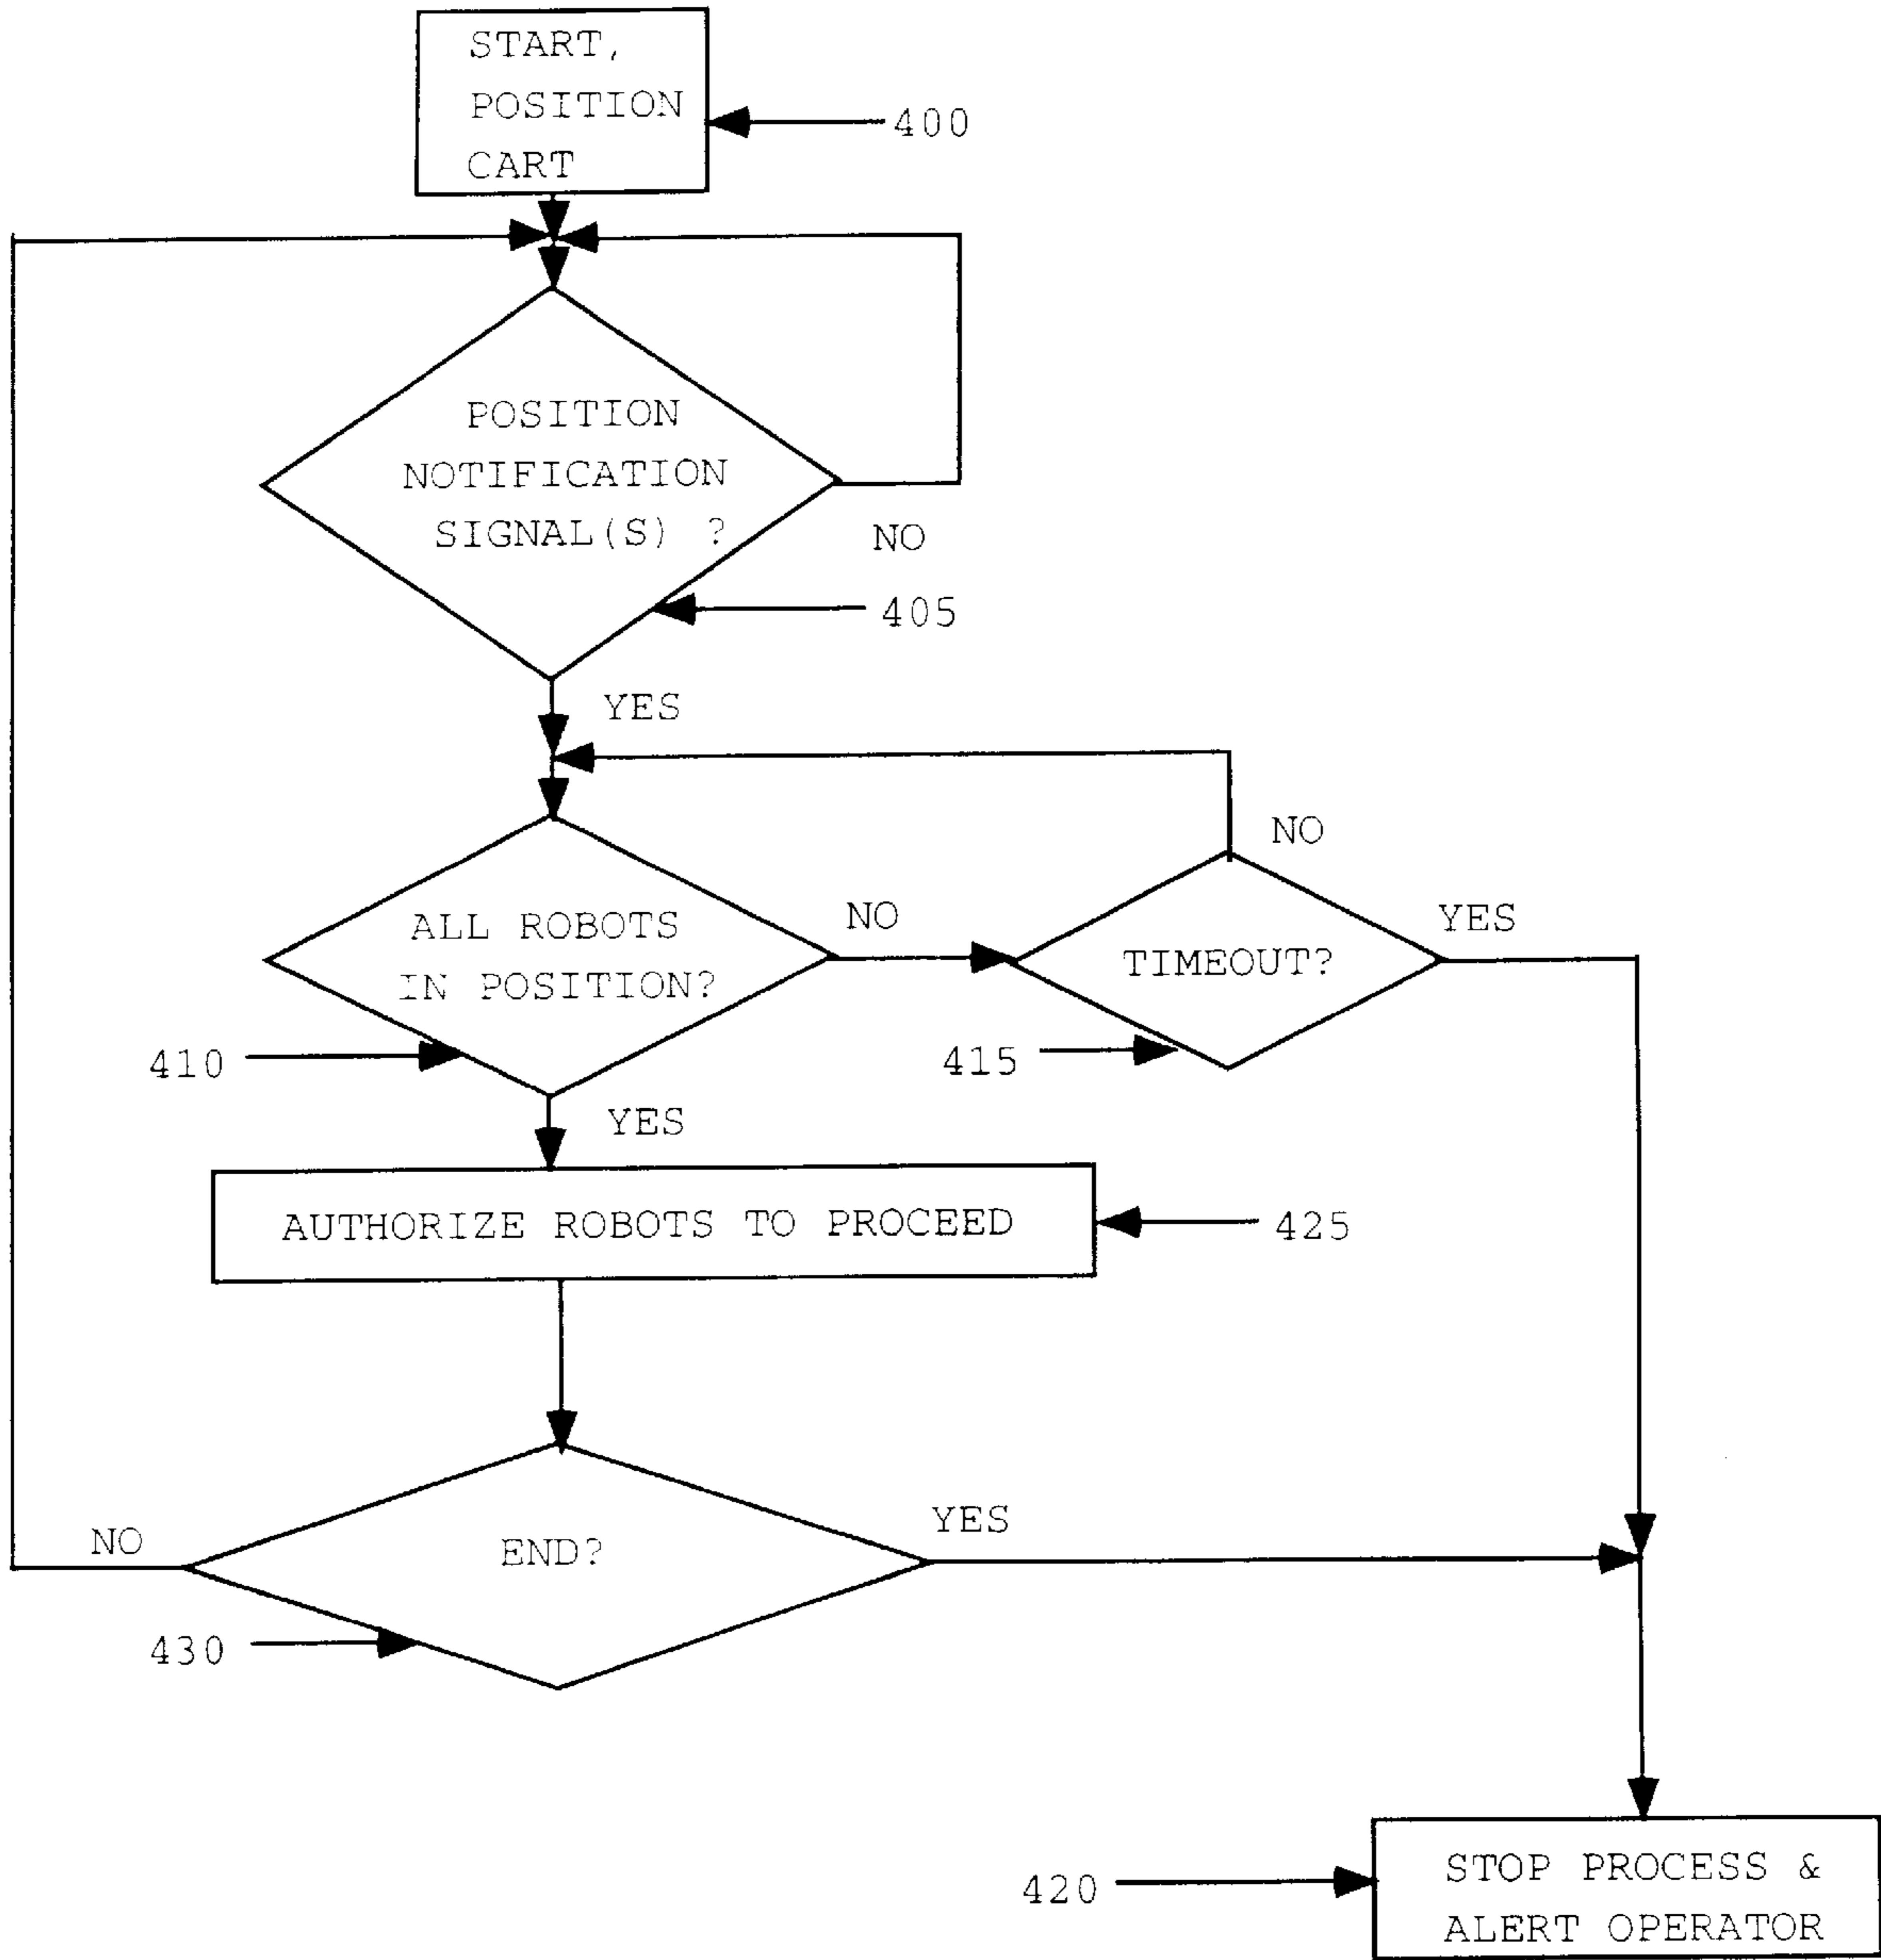 START,
POSITION
CART
400
POSITION
NOTIFICATION
SIGNAL(S) ?
NO
405
YES
NO
ALL ROBOTS
IN POSITION?
NO
TIMEOUT?
YES
410
415
YES
AUTHORIZE ROBOTS TO PROCEED
425
NO
END?
YES
430
420
STOP PROCESS &
ALERT OPERATOR